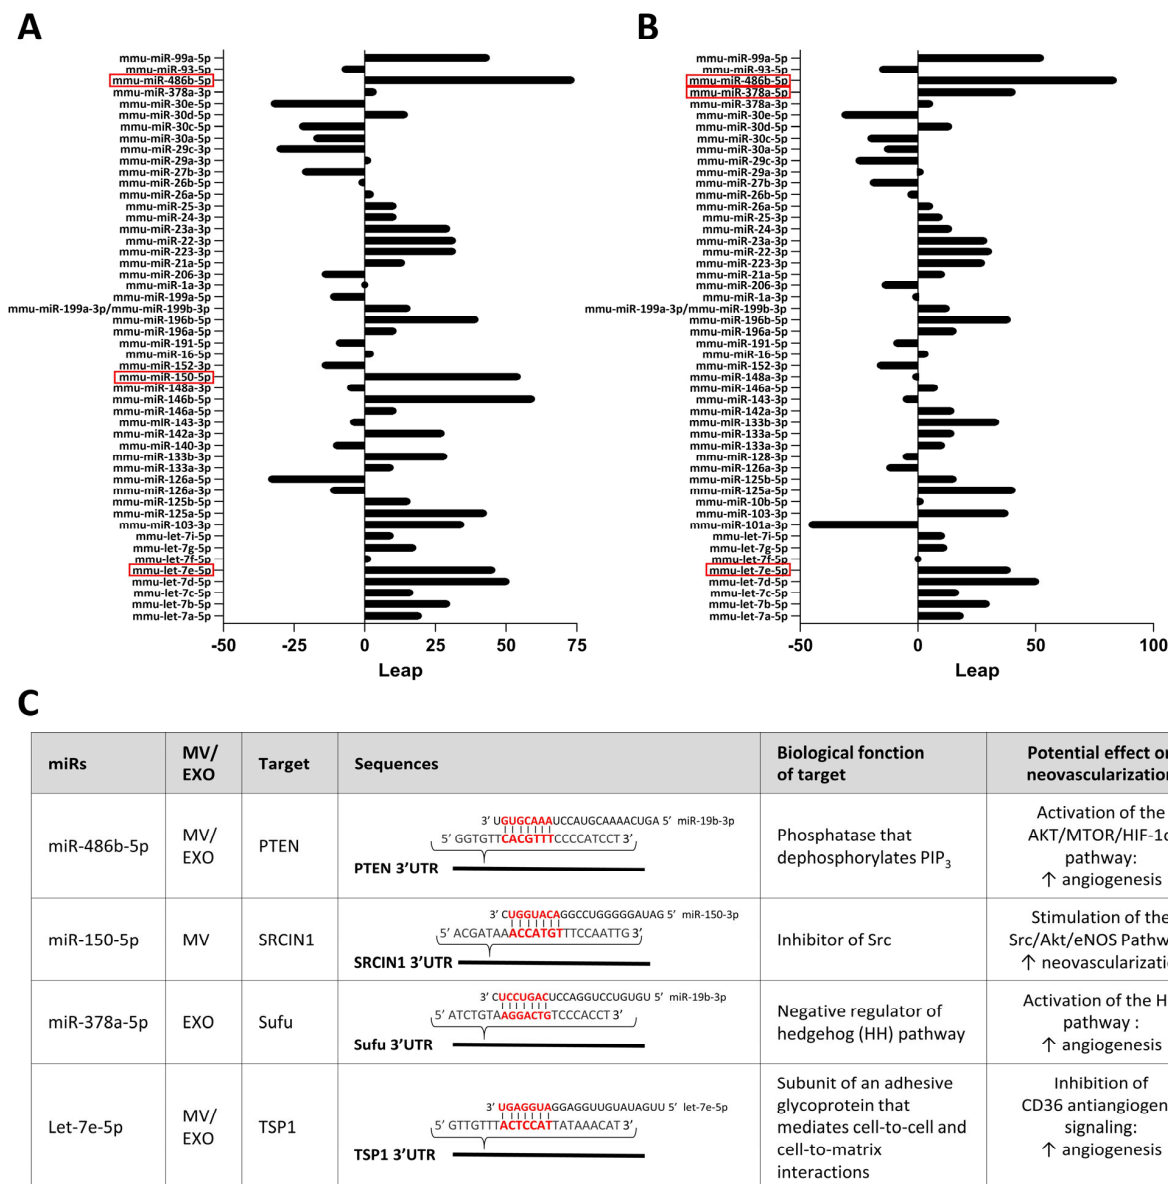 A
mmu-miR-99a-5p
mmu-miR-93-5p
mmu-miR-486b-5p
mmu-miR-378a-3p
mmu-miR-30e-5p
mmu-miR-30d-5p
mmu-miR-30c-5p
mmu-miR-30a-5p
mmu-miR-29c-3p
mmu-miR-29a-3p
mmu-miR-27b-3p
mmu-miR-26b-5p
mmu-miR-26a-5p
mmu-miR-25-3p
mmu-miR-24-3p
mmu-miR-23a-3p
mmu-miR-22-3p
mmu-miR-223-3p
mmu-miR-21a-5p
mmu-miR-206-3p
mmu-miR-1a-3p
mmu-miR-199a-5p
mmu-miR-199a-3p/mmu-miR-199b-3p
mmu-miR-196b-5p
mmu-miR-196a-5p
mmu-miR-191-5p
mmu-miR-16-5p
mmu-miR-152-3p
mmu-miR-150-5p
mmu-miR-148a-3p
mmu-miR-146b-5p
mmu-miR-146a-5p
mmu-miR-143-3p
mmu-miR-142a-3p
mmu-miR-140-3p
mmu-miR-133b-3p
mmu-miR-133a-3p
mmu-miR-126a-5p
mmu-miR-126a-3p
mmu-miR-125b-5p
mmu-miR-125a-5p
mmu-miR-103-3p
mmu-let-7i-5p
mmu-let-7g-5p
mmu-let-7f-5p
mmu-let-7e-5p
mmu-let-7d-5p
mmu-let-7c-5p
mmu-let-7b-5p
mmu-let-7a-5p
-50 -25 0 25 50 75
Leap
B
mmu-miR-99a-5p
mmu-miR-93-5p
mmu-miR-486b-5p
mmu-miR-378a-5p
mmu-miR-378a-3p
mmu-miR-30e-5p
mmu-miR-30d-5p
mmu-miR-30c-5p
mmu-miR-30a-5p
mmu-miR-29c-3p
mmu-miR-29a-3p
mmu-miR-27b-3p
mmu-miR-26b-5p
mmu-miR-26a-5p
mmu-miR-25-3p
mmu-miR-24-3p
mmu-miR-23a-3p
mmu-miR-22-3p
mmu-miR-223-3p
mmu-miR-21a-5p
mmu-miR-206-3p
mmu-miR-1a-3p
mmu-miR-199a-3p/mmu-miR-199b-3p
mmu-miR-196b-5p
mmu-miR-196a-5p
mmu-miR-191-5p
mmu-miR-16-5p
mmu-miR-152-3p
mmu-miR-148a-3p
mmu-miR-146a-5p
mmu-miR-143-3p
mmu-miR-142a-3p
mmu-miR-133b-3p
mmu-miR-133a-5p
mmu-miR-133a-3p
mmu-miR-128-3p
mmu-miR-126a-3p
mmu-miR-125b-5p
mmu-miR-125a-5p
mmu-miR-10b-5p
mmu-miR-103-3p
mmu-miR-101a-3p
mmu-let-7i-5p
mmu-let-7g-5p
mmu-let-7f-5p
mmu-let-7e-5p
mmu-let-7d-5p
mmu-let-7c-5p
mmu-let-7b-5p
mmu-let-7a-5p
-50 0 50 100
Leap
C
miRs
MV/
EXO
Target
Sequences
Biological fonction
of target
Potential effect on
neovascularization
miR-486b-5p
MV/
EXO
PTEN
3' UGUGCAAAUCCAUGCAAAACUGA 5' miR-19b-3p
5' GGTGTTCACGTTTCCCCATCCT 3'
PTEN 3'UTR
Phosphatase that
dephosphorylates PIP3
Activation of the
AKT/MTOR/HIF-1α
pathway:
↑ angiogenesis
miR-150-5p
MV
SRCIN1
3' CUGGUACAGGCCUGGGGGAUAG 5' miR-150-3p
5' ACGATAAACCATGTTTCCAATTG 3'
SRCIN1 3'UTR
Inhibitor of Src
Stimulation of the
Src/Akt/eNOS Pathw
↑ neovascularizatio
miR-378a-5p
EXO
Sufu
3' CUCCUGACUCCAGGUCCUGUGU 5' miR-19b-3p
5' ATCTGTAAGGACTGTCCCACCT 3'
Sufu 3'UTR
Negative regulator of
hedgehog (HH) pathway
Activation of the H
pathway :
↑ angiogenesis
Let-7e-5p
MV/
EXO
TSP1
3' UGAGGUAGGAGGUUGUAUAGUU 5' let-7e-5p
5' GTTGTTTACTCCATTATAAACAT 3'
TSP1 3'UTR
Subunit of an adhesive
glycoprotein that
mediates cell-to-cell and
cell-to-matrix
interactions
Inhibition of
CD36 antiangiogen
signaling:
↑ angiogenesis